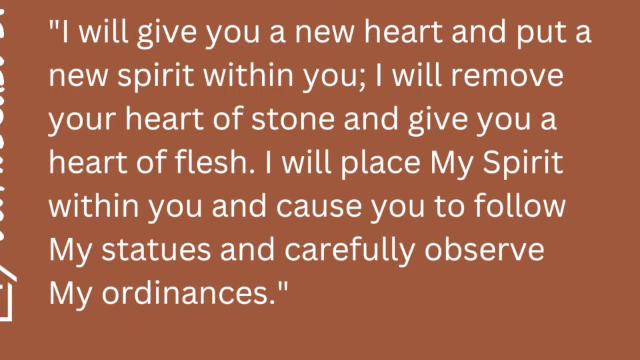 "I will give you a new heart and put a
new spirit within you; I will remove
your heart of stone and give you a
heart of flesh. I will place My Spirit
within you and cause you to follow
My statues and carefully observe
My ordinances."